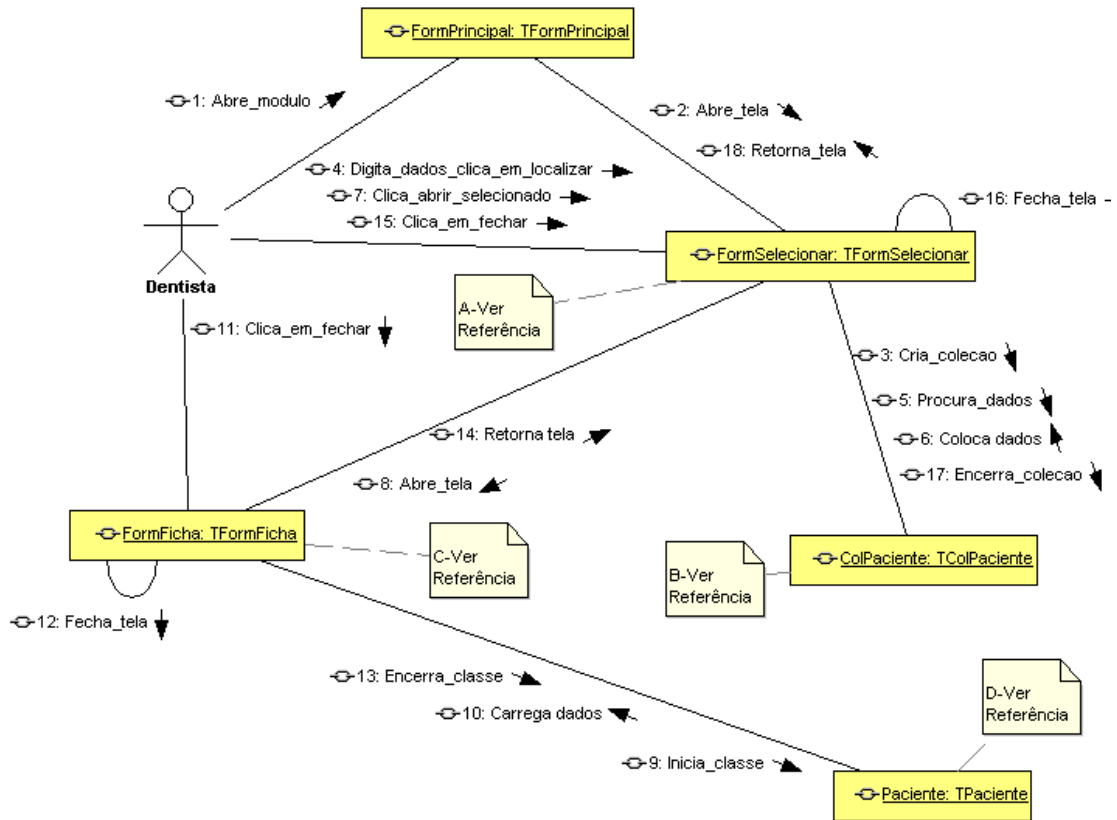 FormPrincipal: TFormPrincipal
1: Abre_modulo
2: Abre_tela
18: Retorna_tela
4: Digita_dados_clica_em_localizar
7: Clica_abrir_selecionado
15: Clica_em_fechar
16: Fecha_tela
FormSelecionar: TFormSelecionar
Dentista
A-Ver
Referência
11: Clica_em_fechar
3: Cria_colecao
5: Procura_dados
14: Retorna tela
6: Coloca dados
17: Encerra_colecao
8: Abre_tela
FormFicha: TFormFicha
C-Ver
Referência
ColPaciente: TColPaciente
B-Ver
Referência
12: Fecha_tela
13: Encerra_classe
10: Carrega dados
D-Ver
Referência
9: Inicia_classe
Paciente: TPaciente